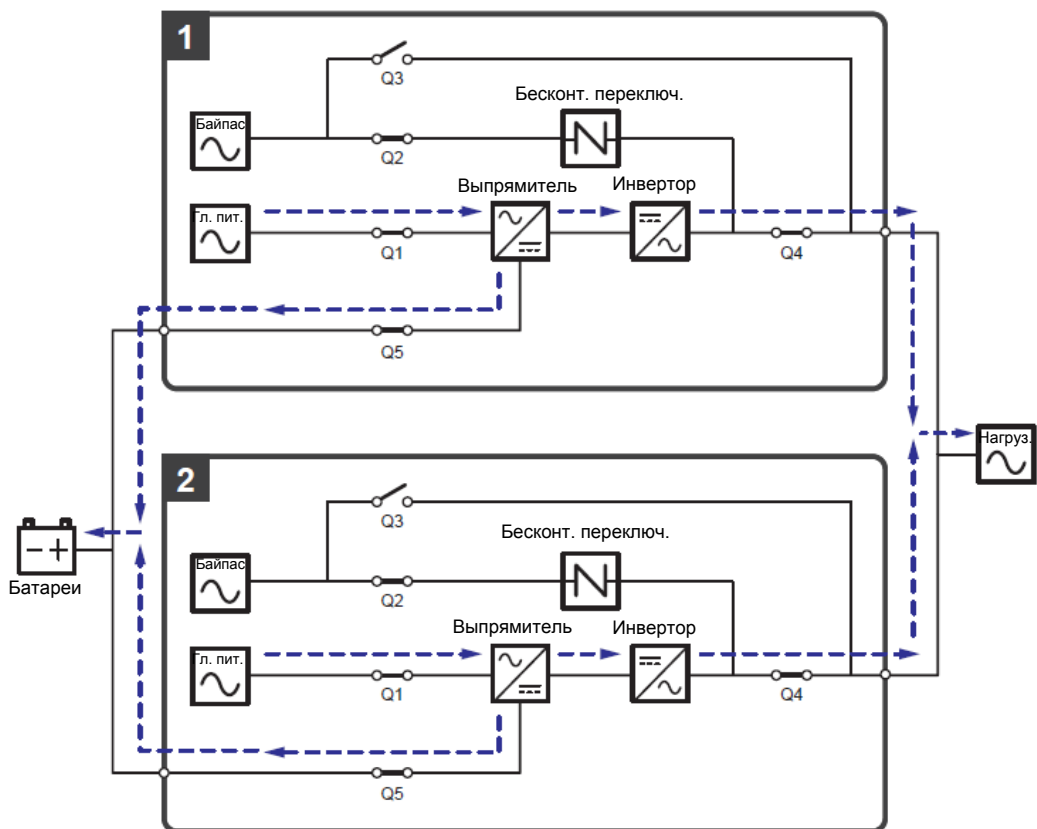 1
Q3
Бесконт. переключ.
Байпас
Q2
Выпрямитель
Инвертор
Гл. пит.
Q1
Q4
Q5
Нагруз.
2
Q3
Бесконт. переключ.
Байпас
Q2
Батареи
Выпрямитель
Инвертор
Гл. пит.
Q1
Q4
Q5